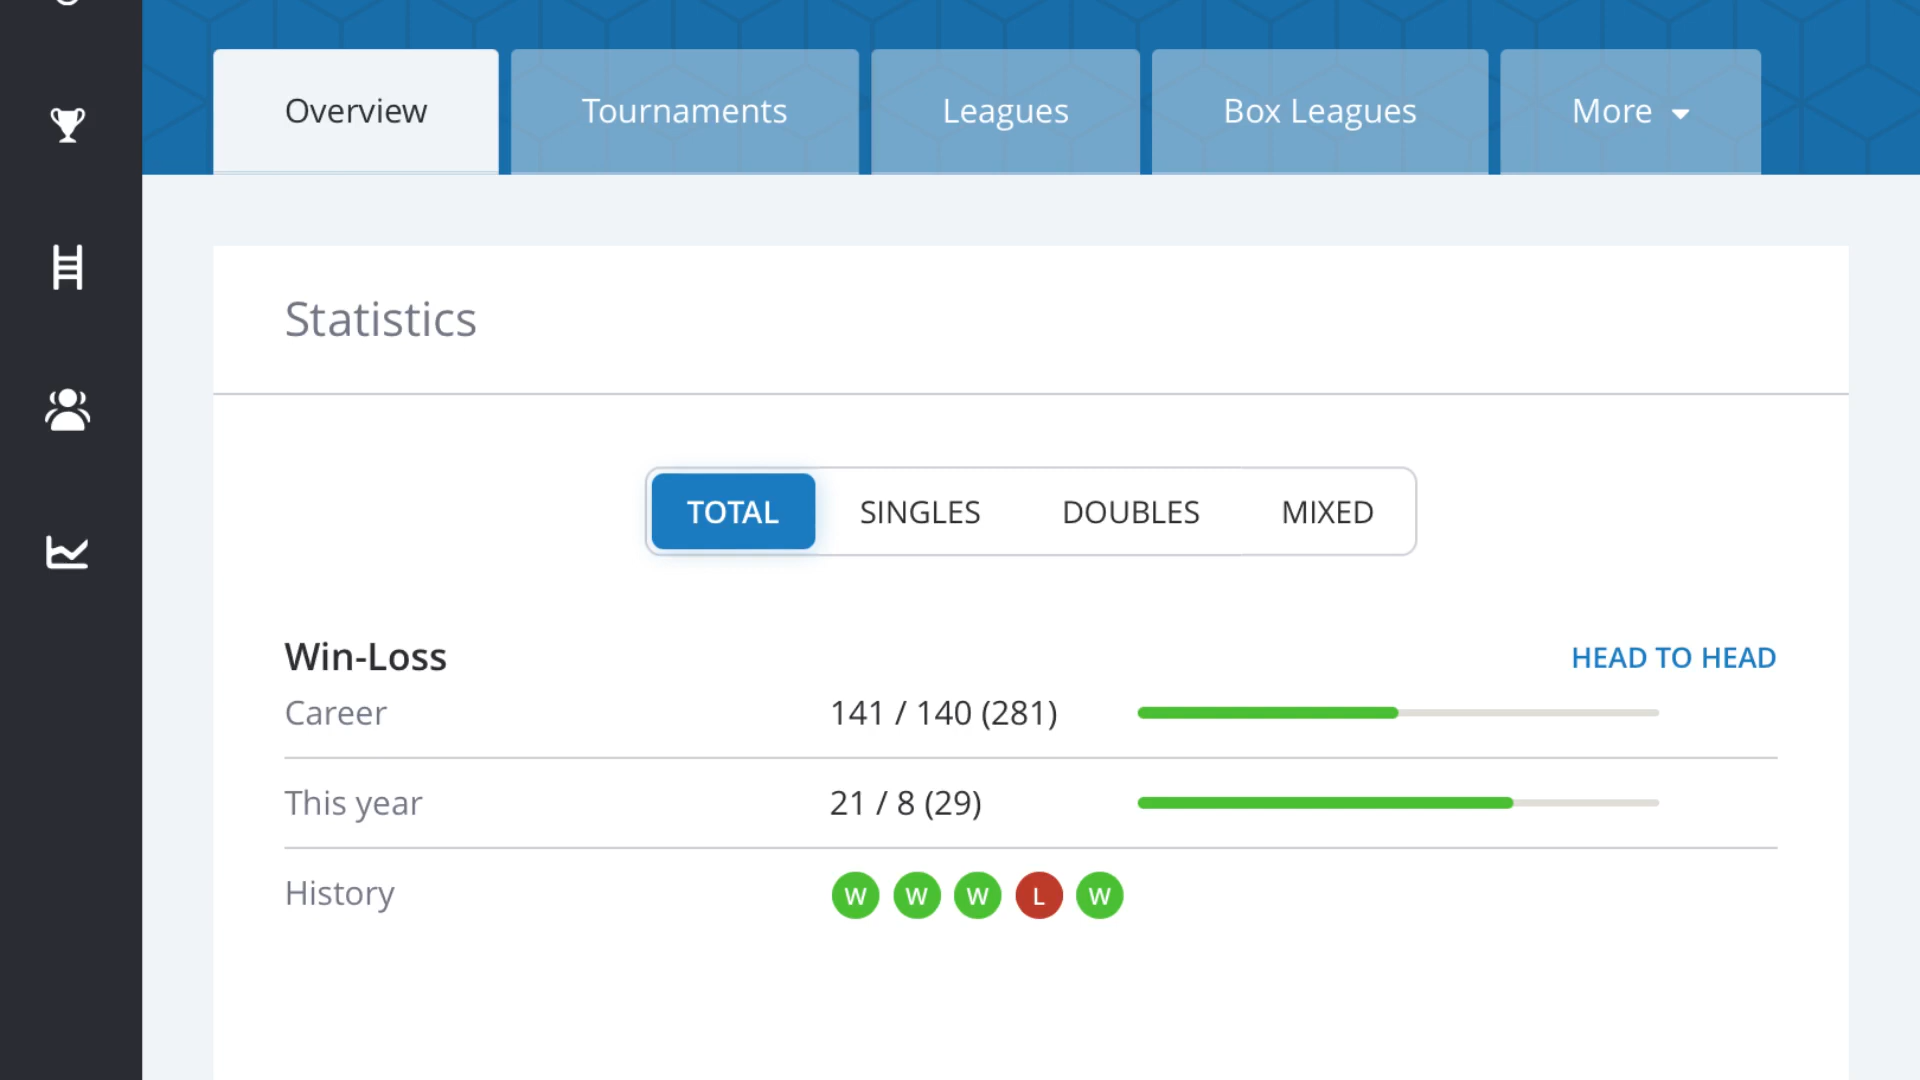 Overview Tournaments Leagues Box Leagues More
Statistics
TOTAL SINGLES DOUBLES MIXED
Win-Loss HEAD TO HEAD
Career 141 / 140 (281)
This year 21 / 8 (29)
History W W W L W